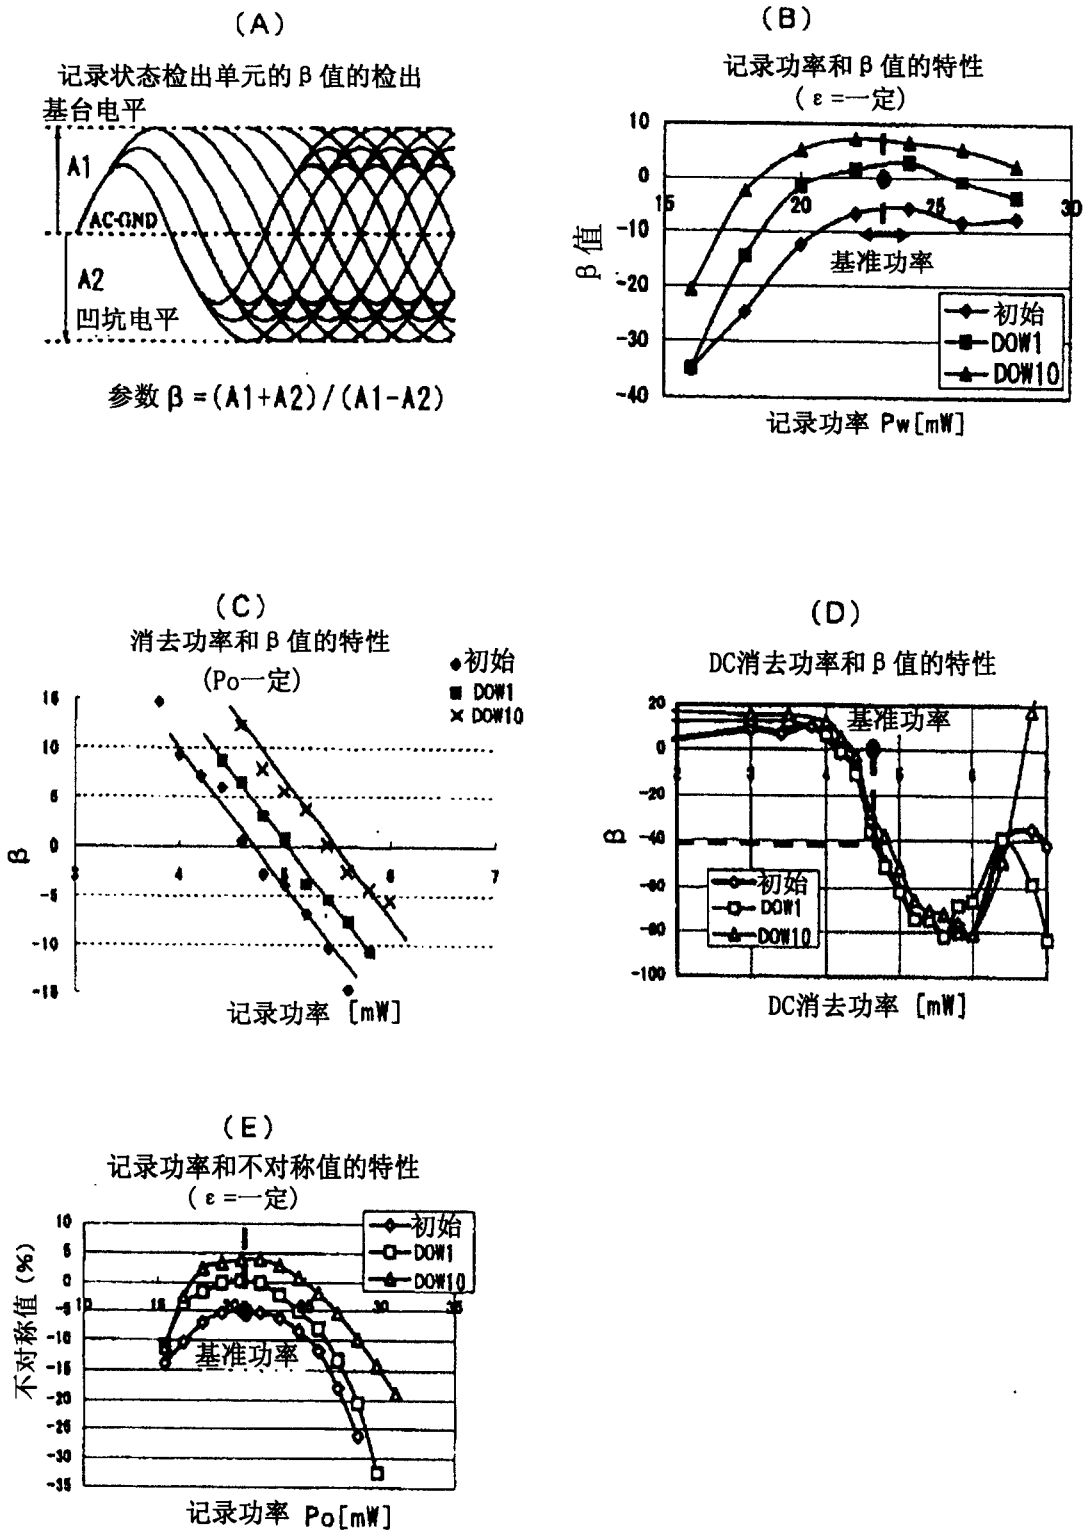 (A)
记录状态检出单元的β值的检出
基台电平
A1
AC-GND
A2
凹坑电平
参数 β =(A1+A2)/(A1-A2)
(B)
记录功率和 β 值的特性
( ε =一定)
10
0
-10
-20
-30
-40
15
20
25
30
β 值
基准功率
初始
DOW1
DOW10
记录功率 Pw[mW]
(C)
消去功率和 β 值的特性
(Po一定)
初始
DOW1
DOW10
15
10
5
0
-5
-10
-15
3
4
5
6
7
β
记录功率 [mW]
(D)
DC消去功率和 β 值的特性
20
0
-20
-40
-60
-80
-100
2
3
4
5
6
7
β
基准功率
初始
DOW1
DOW10
DC消去功率 [mW]
(E)
记录功率和不对称值的特性
( ε =一定)
10
5
0
-5
-10
-15
-20
-25
-30
-35
10
15
20
25
30
35
不对称值 (%)
基准功率
初始
DOW1
DOW10
记录功率 Po[mW]